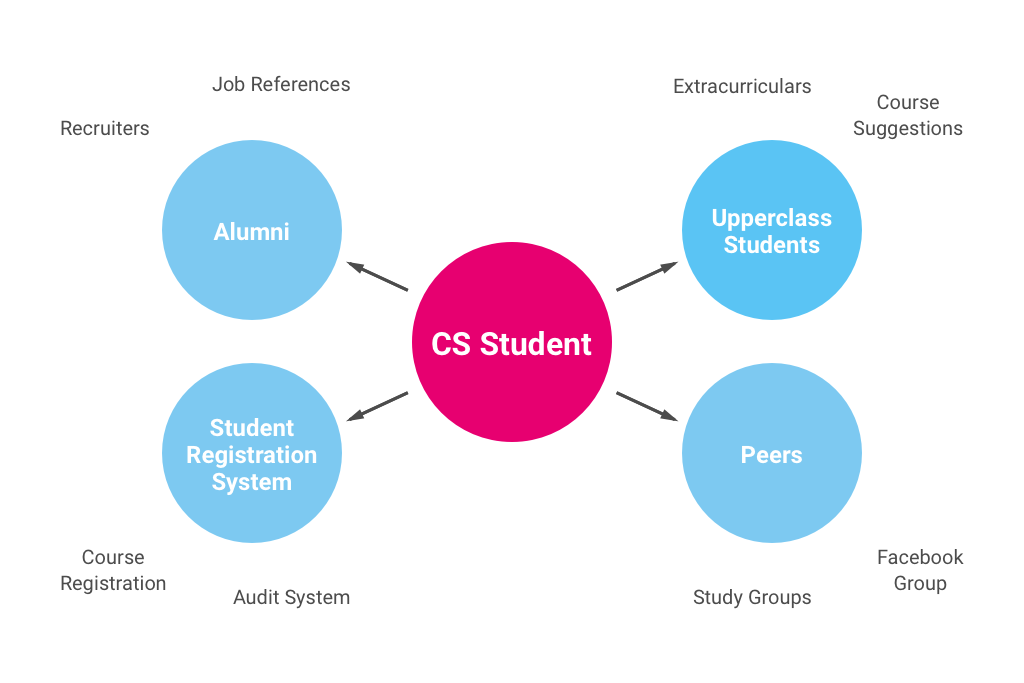 Job References
Recruiters
Alumni
Extracurriculars
Course
Suggestions
Upperclass
Students
CS Student
Student
Registration
System
Course
Registration
Audit System
Peers
Facebook
Group
Study Groups